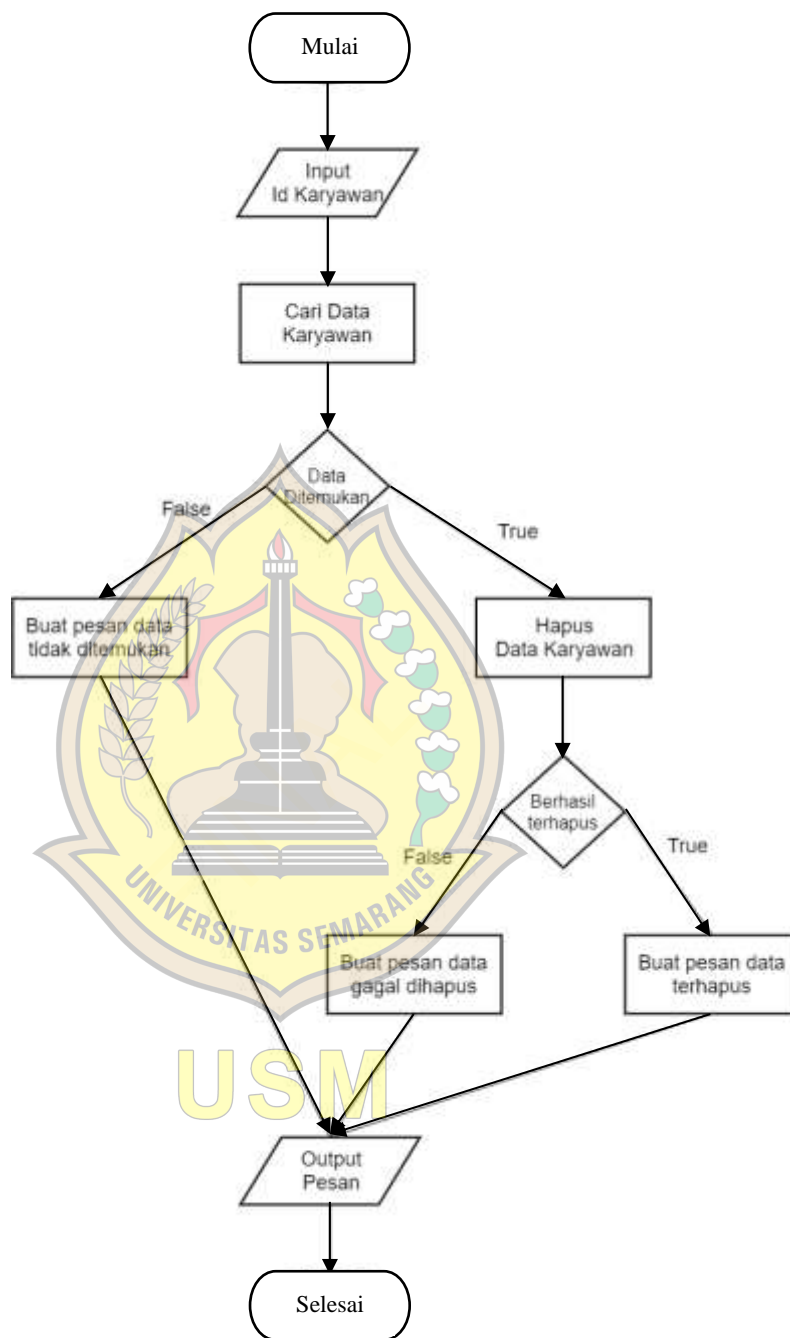 Mulai
Input
Id Karyawan
Cari Data
Karyawan
Data
Ditemukan
False
True
Buat pesan data
tidak ditemukan
Hapus
Data Karyawan
Berhasil
terhapus
False
True
UNIVERSITAS SEMARANG
Buat pesan data
gagal dihapus
Buat pesan data
terhapus
USM
Output
Pesan
Selesai